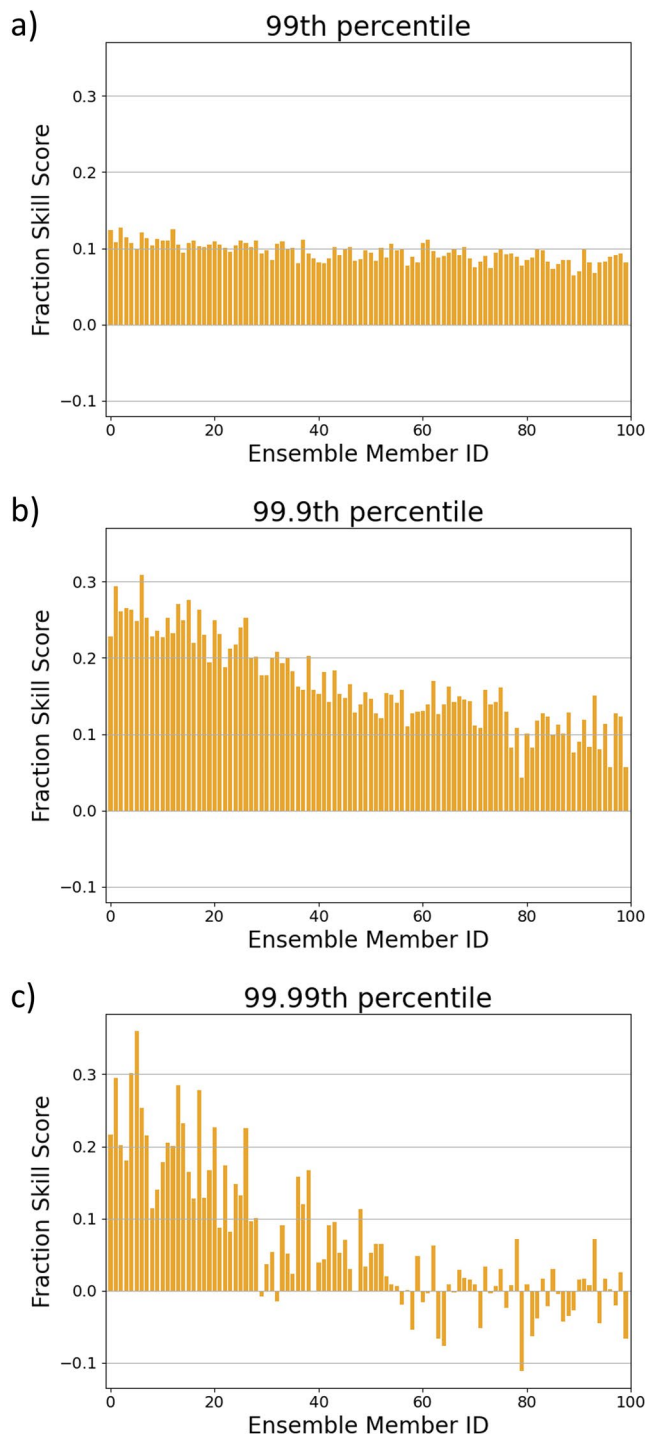 a)
99th percentile
Fraction Skill Score
0.3
0.2
0.1
0.0
−0.1
0 20 40 60 80 100
Ensemble Member ID
b)
99.9th percentile
Fraction Skill Score
0.3
0.2
0.1
0.0
−0.1
0 20 40 60 80 100
Ensemble Member ID
c)
99.99th percentile
Fraction Skill Score
0.3
0.2
0.1
0.0
−0.1
0 20 40 60 80 100
Ensemble Member ID